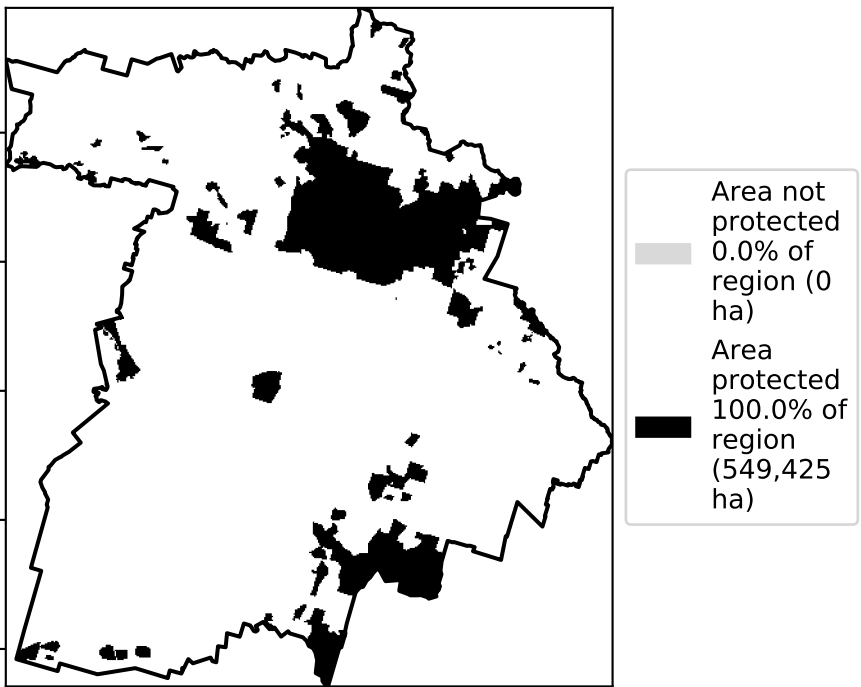 Area not
protected
0.0% of
region (0
ha)
Area
protected
100.0% of
region
(549,425
ha)